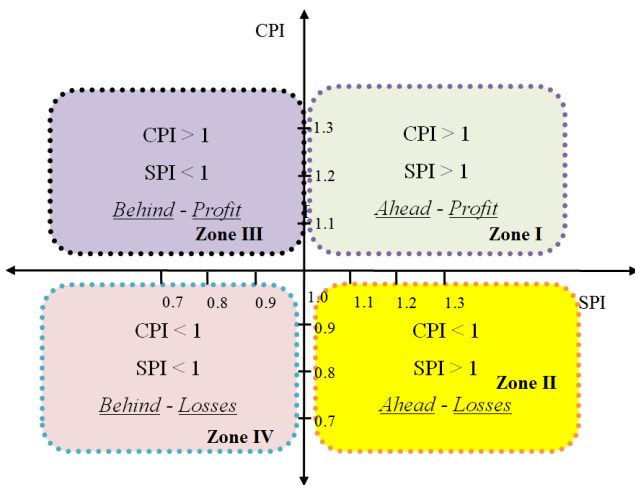 CPI
CPI > 1
SPI < 1
Behind - Profit
Zone III
1.3
1.2
1.1
CPI > 1
SPI > 1
Ahead - Profit
Zone I
0.7 0.8 0.9 1.0 1.1 1.2 1.3 SPI
CPI < 1
SPI < 1
Behind - Losses
Zone IV
0.9
0.8
0.7
CPI < 1
SPI > 1
Zone II
Ahead - Losses